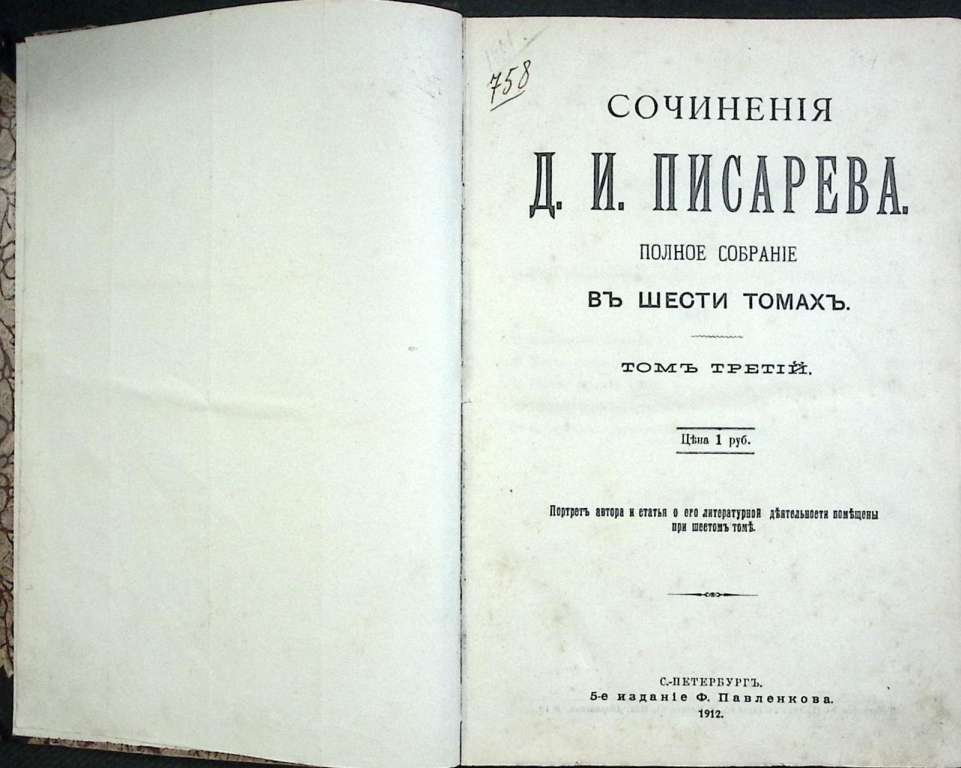 758
СОЧИНЕНІЯ
Д. И. ПИСАРЕВА.
ПОЛНОЕ СОБРАНІЕ
ВЪ ШЕСТИ ТОМАХЪ.
ТОМЪ ТРЕТІЙ.
Цѣна 1 руб.
Портретъ автора и статья о его литературной дѣятельности помѣщены
при шестомъ томѣ.
С.-ПЕТЕРБУРГЪ.
5-е изданіе Ф. Павленкова.
1912.